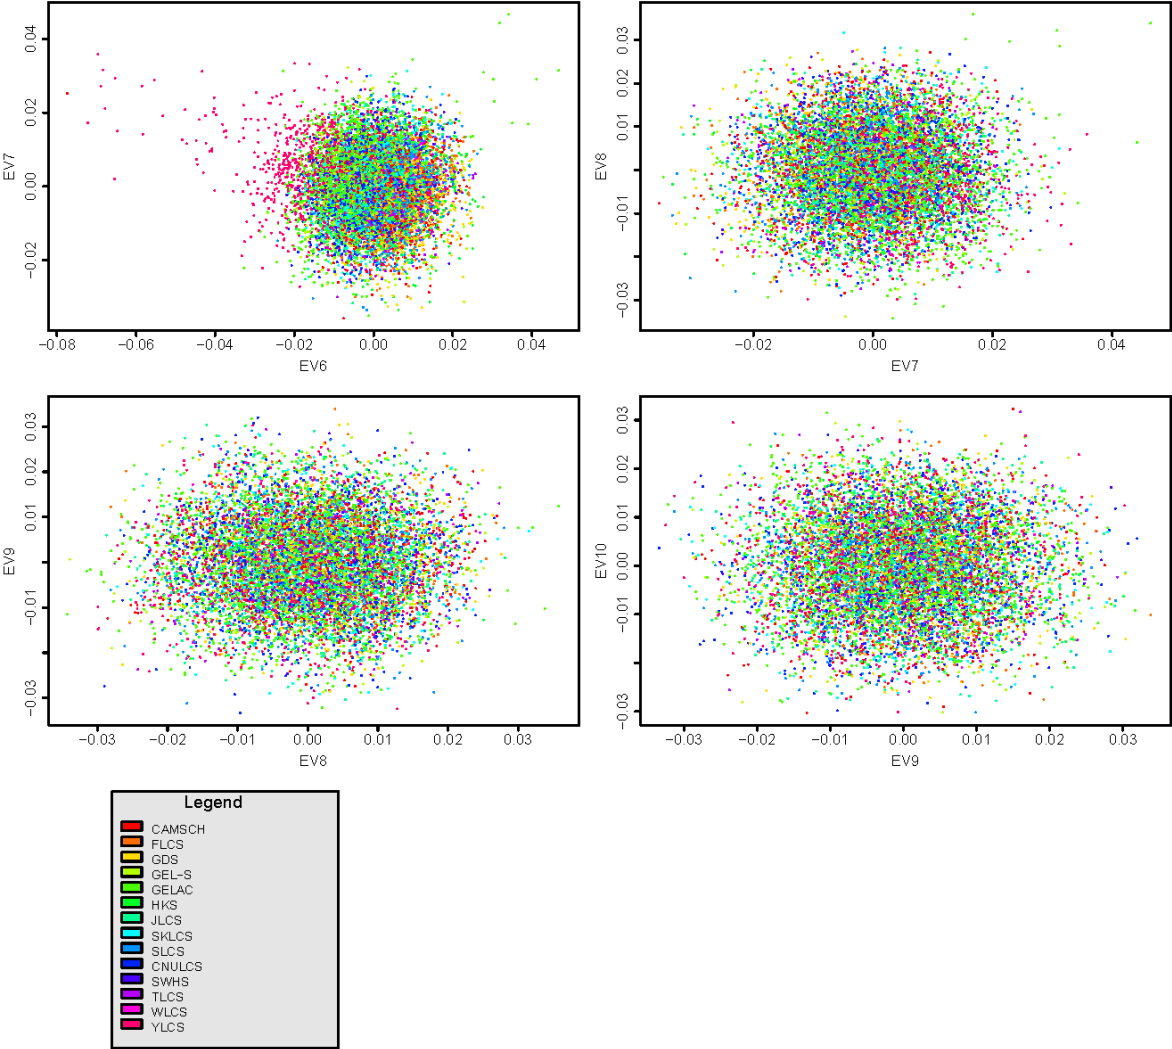 0.04
0.02
0.00
−0.02
EV7
−0.08
−0.06
−0.04
−0.02
0.00
0.02
0.04
EV6
0.03
0.02
0.01
−0.01
−0.03
EV8
−0.02
0.00
0.02
0.04
EV7
0.03
0.02
0.01
−0.01
−0.03
EV9
−0.03
−0.02
−0.01
0.00
0.01
0.03
EV8
0.03
0.02
0.01
0.00
−0.01
−0.03
EV10
−0.03
−0.02
−0.01
0.00
0.01
0.02
0.03
EV9
Legend
CAMSCH
FLCS
GDS
GEL−S
GELAC
HKS
JLCS
SKLCS
SLCS
CNULCS
SWHS
TLCS
WLCS
YLCS